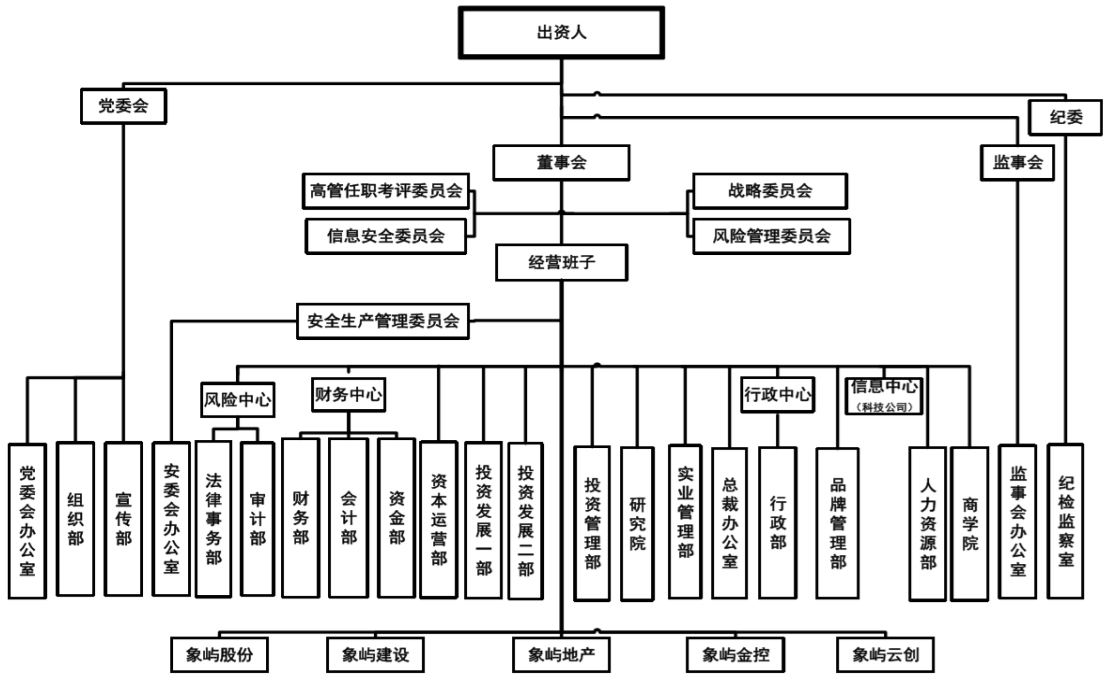 出资人
党委会
纪委
董事会
监事会
高管任职考评委员会
战略委员会
信息安全委员会
风险管理委员会
经营班子
安全生产管理委员会
风险中心
财务中心
行政中心
信息中心
（科技公司）
党委会办公室
组织部
宣传部
安委会办公室
法律事务部
审计部
财务部
会计部
资金部
资本运营部
投资发展一部
投资发展二部
投资管理部
研究院
实业管理部
总裁办公室
行政部
品牌管理部
人力资源部
商学院
监事会办公室
纪检监察室
象屿股份
象屿建设
象屿地产
象屿金控
象屿云创